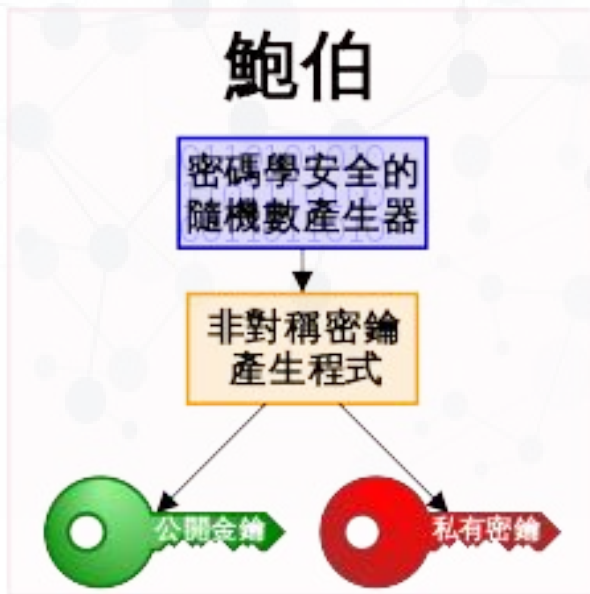 鮑伯
密碼學安全的
隨機數產生器
非對稱密鑰
產生程式
公開金鑰
私有密鑰